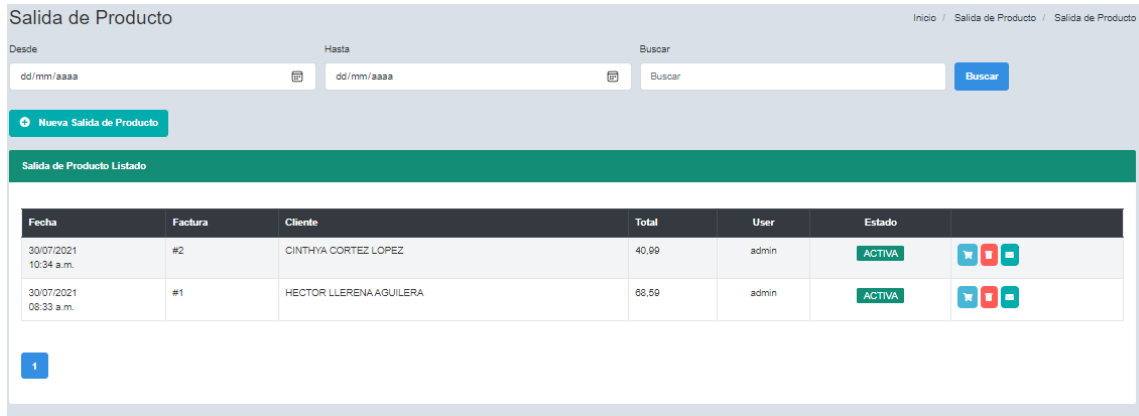 Salida de Producto
Inicio / Salida de Producto / Salida de Producto
Desde Hasta Buscar
dd/mm/aaaa dd/mm/aaaa Buscar Buscar
Nueva Salida de Producto
Salida de Producto Listado
Fecha Factura Cliente Total User Estado
30/07/2021 #2 CINTHYA CORTEZ LOPEZ 40,99 admin ACTIVA
10:34 a.m.
30/07/2021 #1 HECTOR LLERENA AGUILERA 68,59 admin ACTIVA
08:33 a.m.
1